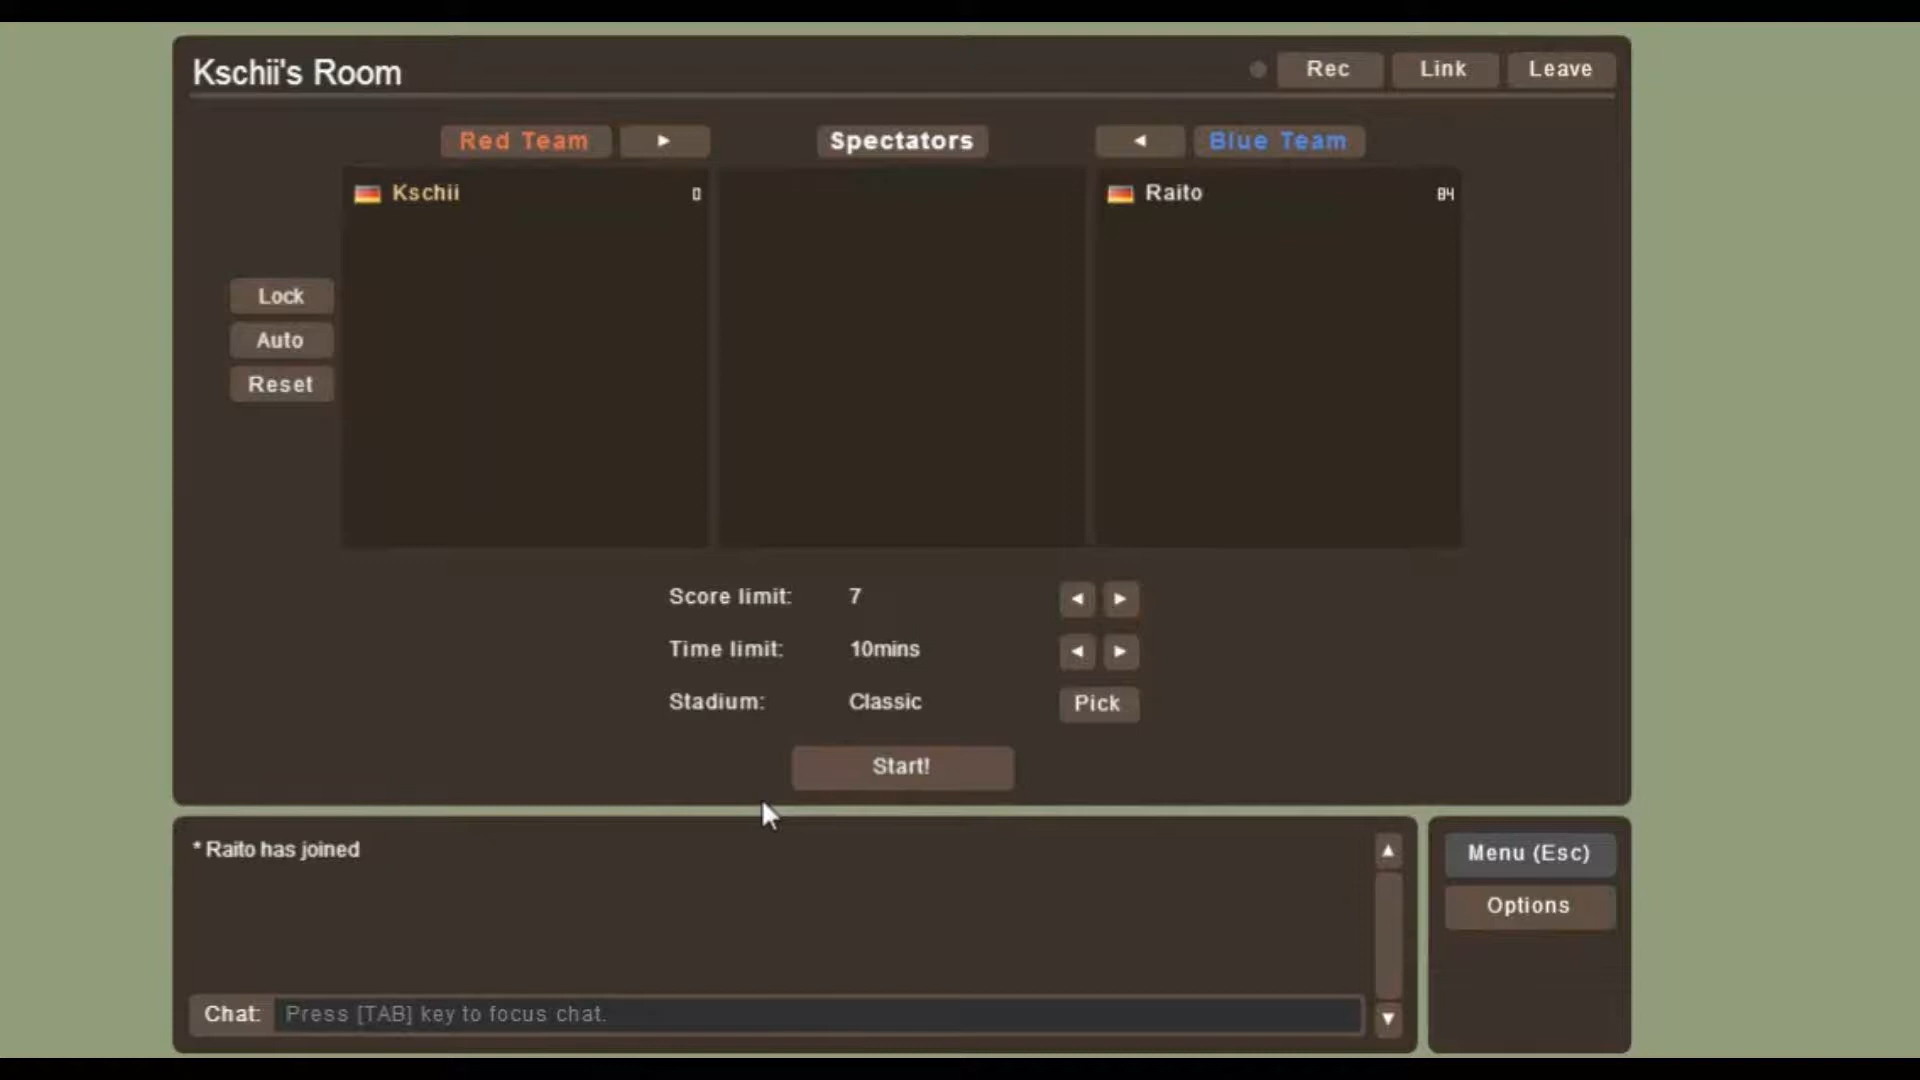 Kschii's Room
Rec
Link
Leave
Red Team
Spectators
Blue Team
Kschii 0
Raito 84
Lock
Auto
Reset
Score limit: 7
Time limit: 10mins
Stadium: Classic
Pick
Start!
* Raito has joined
Menu (Esc)
Options
Chat: Press [TAB] key to focus chat.